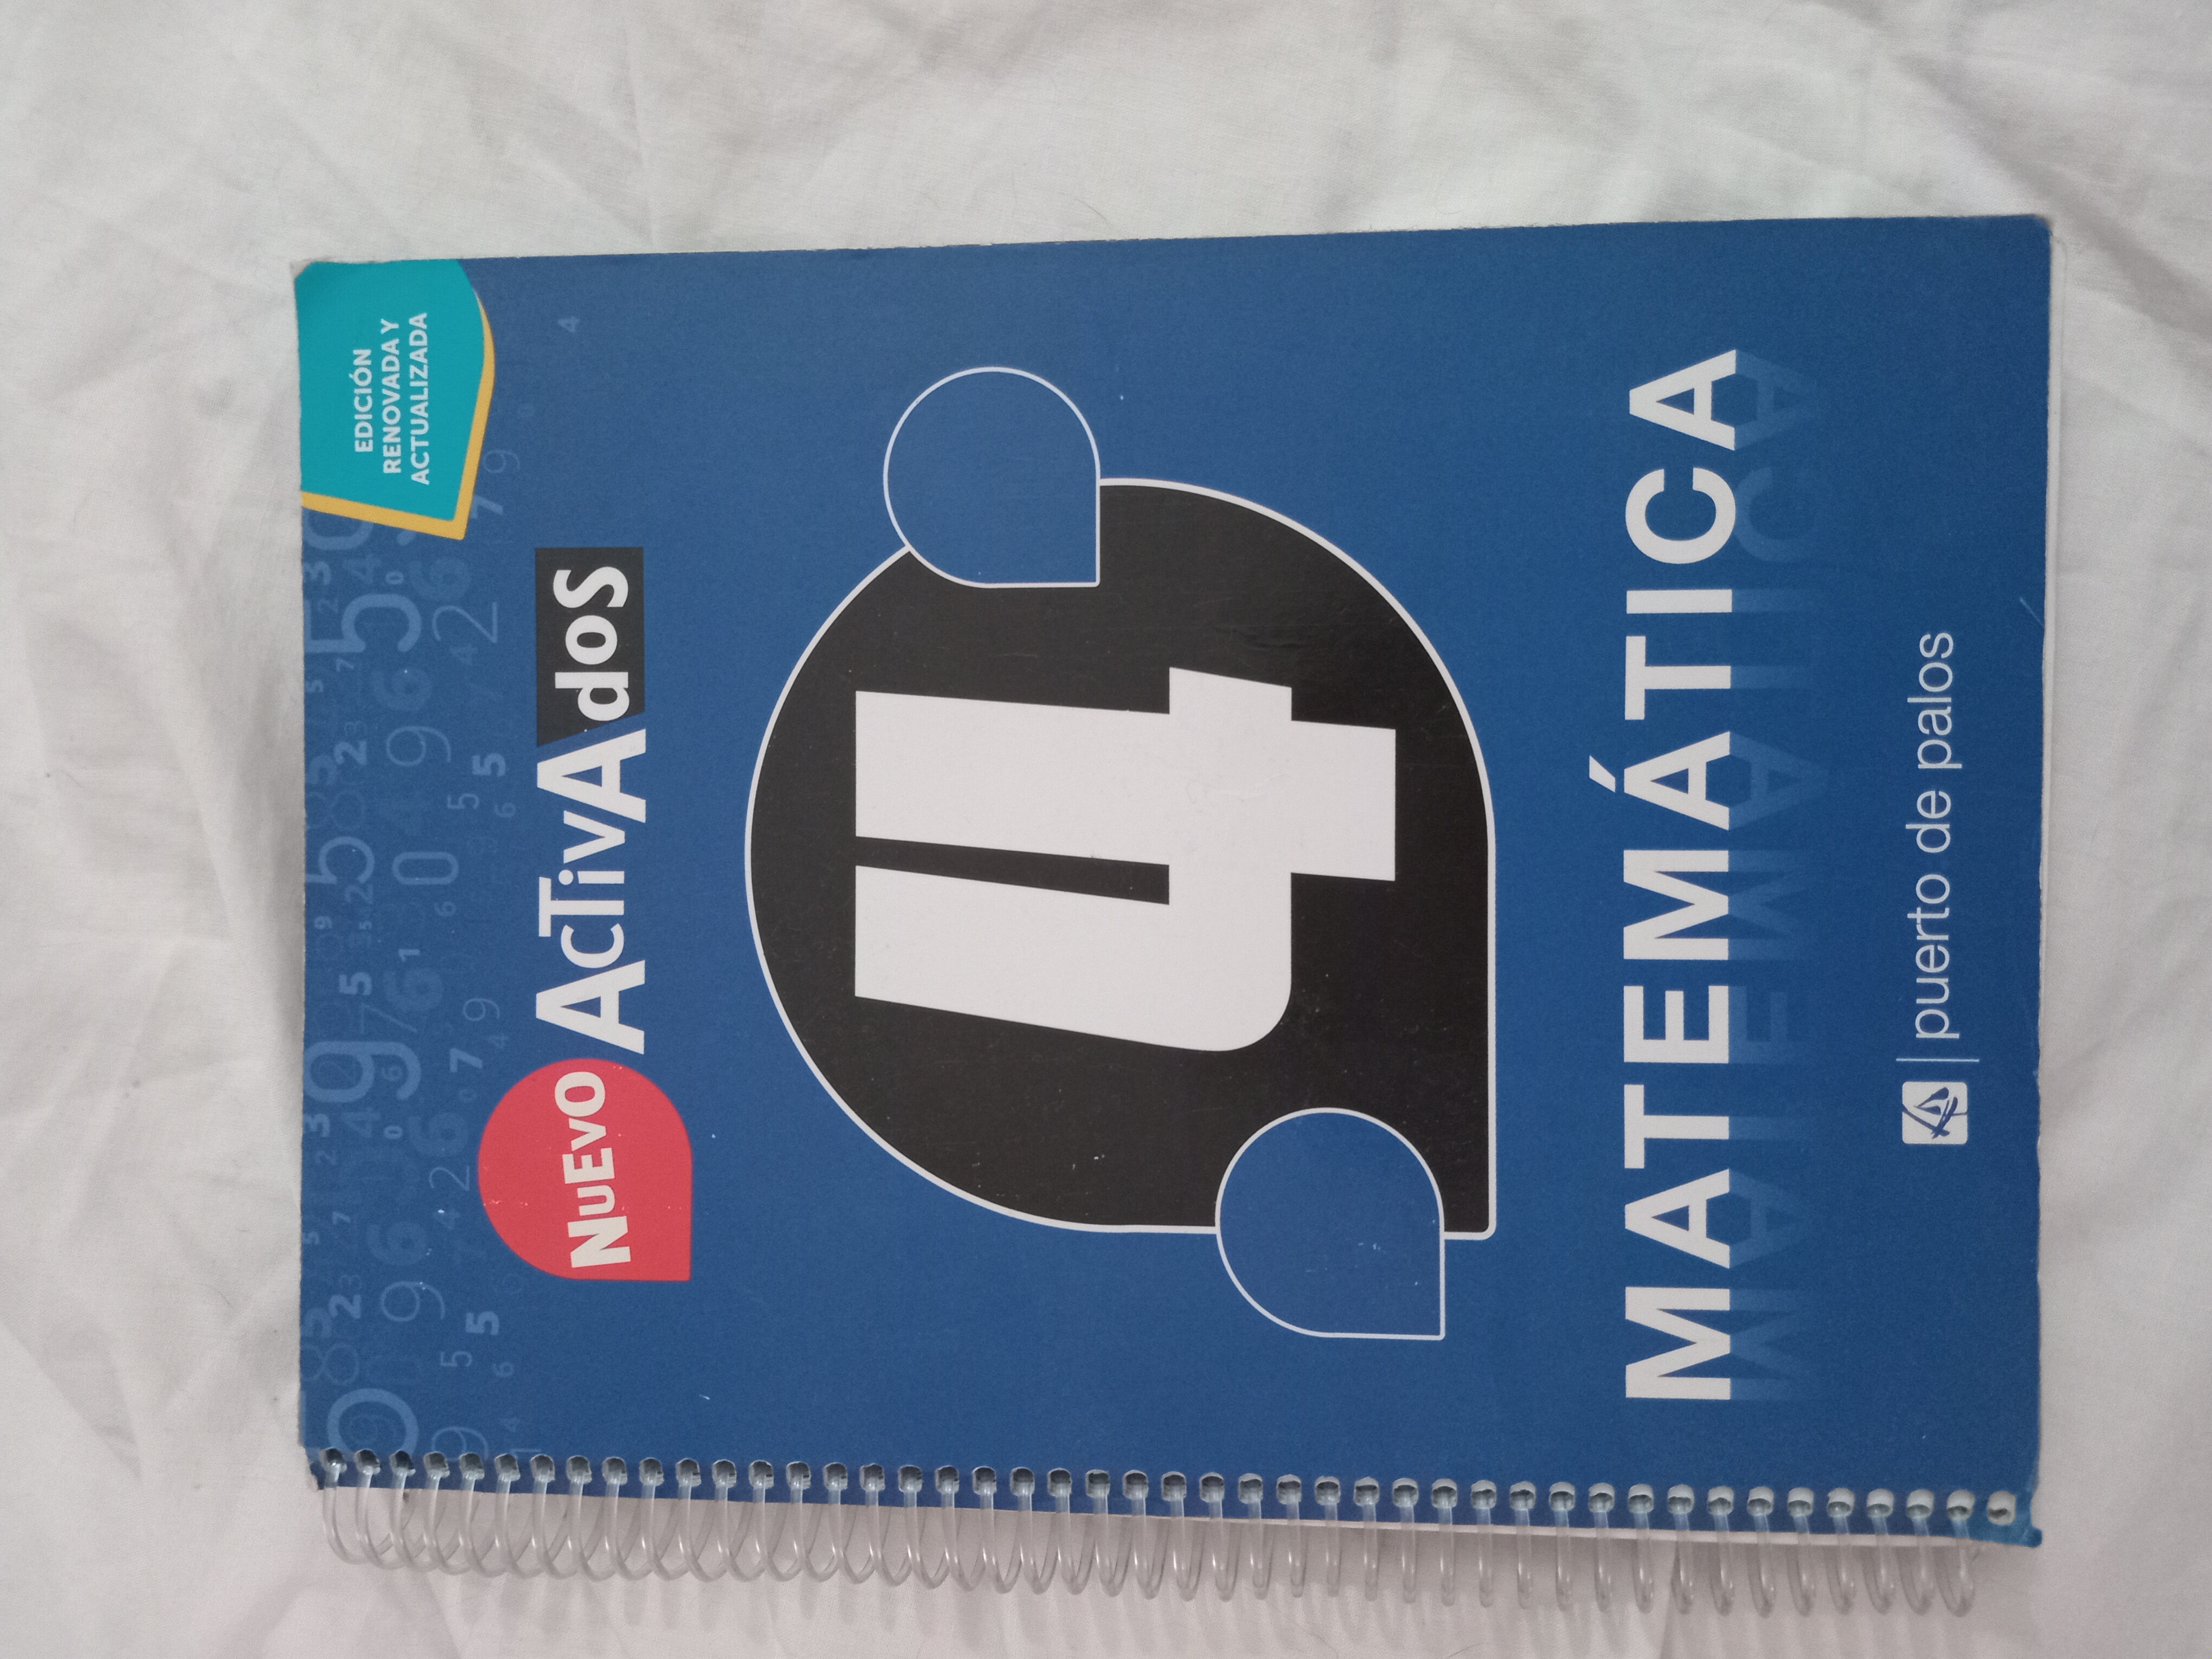 EDICIÓN
RENOVADA Y
ACTUALIZADA
NUEVO ACTIVADOS
4
MATEMÁTICA
puerto de palos